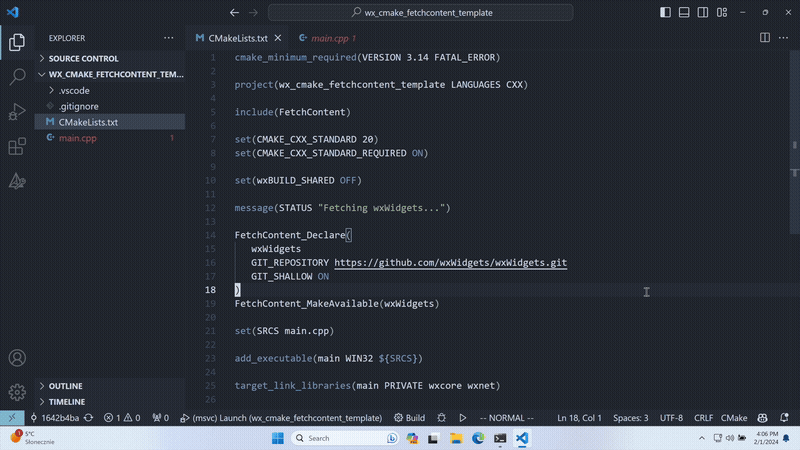 wx_cmake_fetchcontent_template
EXPLORER
CMakeLists.txt
main.cpp 1
SOURCE CONTROL
WX_CMAKE_FETCHCONTENT_TEM...
.vscode
.gitignore
CMakeLists.txt
main.cpp 1
OUTLINE
TIMELINE
1 cmake_minimum_required(VERSION 3.14 FATAL_ERROR)
2
3 project(wx_cmake_fetchcontent_template LANGUAGES CXX)
4
5 include(FetchContent)
6
7 set(CMAKE_CXX_STANDARD 20)
8 set(CMAKE_CXX_STANDARD_REQUIRED ON)
9
10 set(wxBUILD_SHARED OFF)
11
12 message(STATUS "Fetching wxWidgets...")
13
14 FetchContent_Declare(
15 wxWidgets
16 GIT_REPOSITORY https://github.com/wxWidgets/wxWidgets.git
17 GIT_SHALLOW ON
18 )
19 FetchContent_MakeAvailable(wxWidgets)
20
21 set(SRCS main.cpp)
22
23 add_executable(main WIN32 ${SRCS})
24
25 target_link_libraries(main PRIVATE wxcore wxnet)
26
1642b4ba 1 0 0 (msvc) Launch (wx_cmake_fetchcontent_template) Build -- NORMAL -- Ln 18, Col 1 Spaces: 3 UTF-8 CRLF CMake
1 5°C
Słonecznie
Search
4:06 PM
2/1/2024